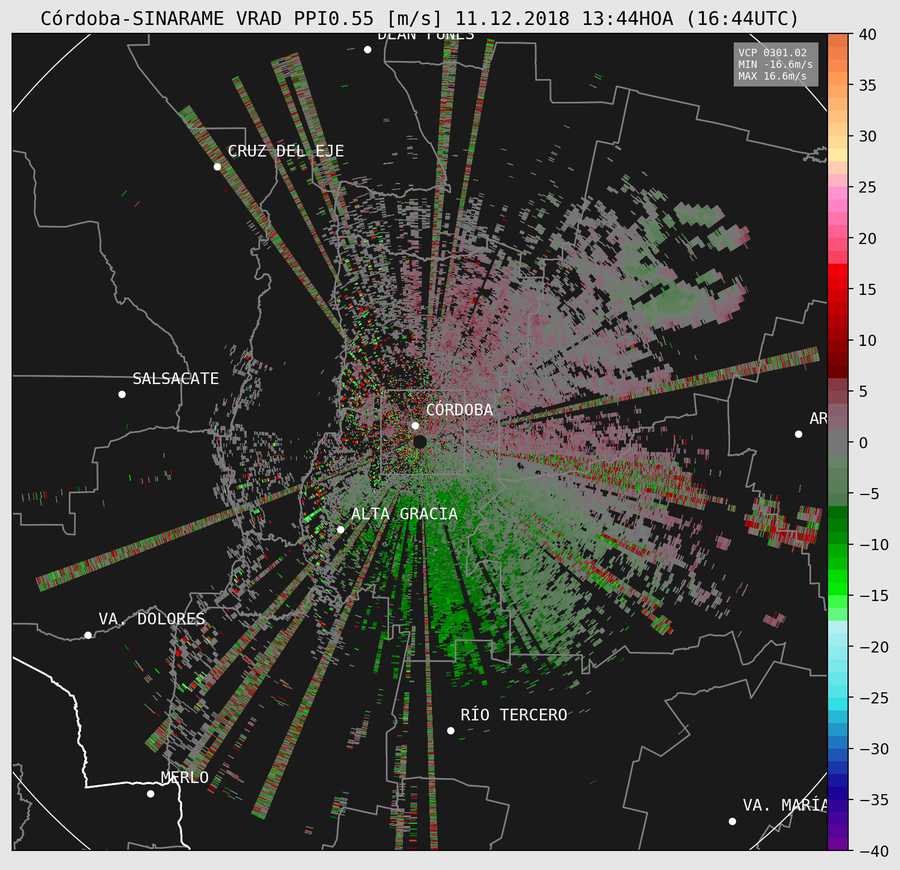 Córdoba-SINARAME VRAD PPI0.55 [m/s] 11.12.2018 13:44HOA (16:44UTC)
DEAN FUNES
VCP 0301.02
MIN -16.6m/s
MAX 16.6m/s
CRUZ DEL EJE
SALSACATE
CÓRDOBA
AR
ALTA GRACIA
VA. DOLORES
RÍO TERCERO
MERLO
VA. MARÍA
40
35
30
25
20
15
10
5
0
−5
−10
−15
−20
−25
−30
−35
−40